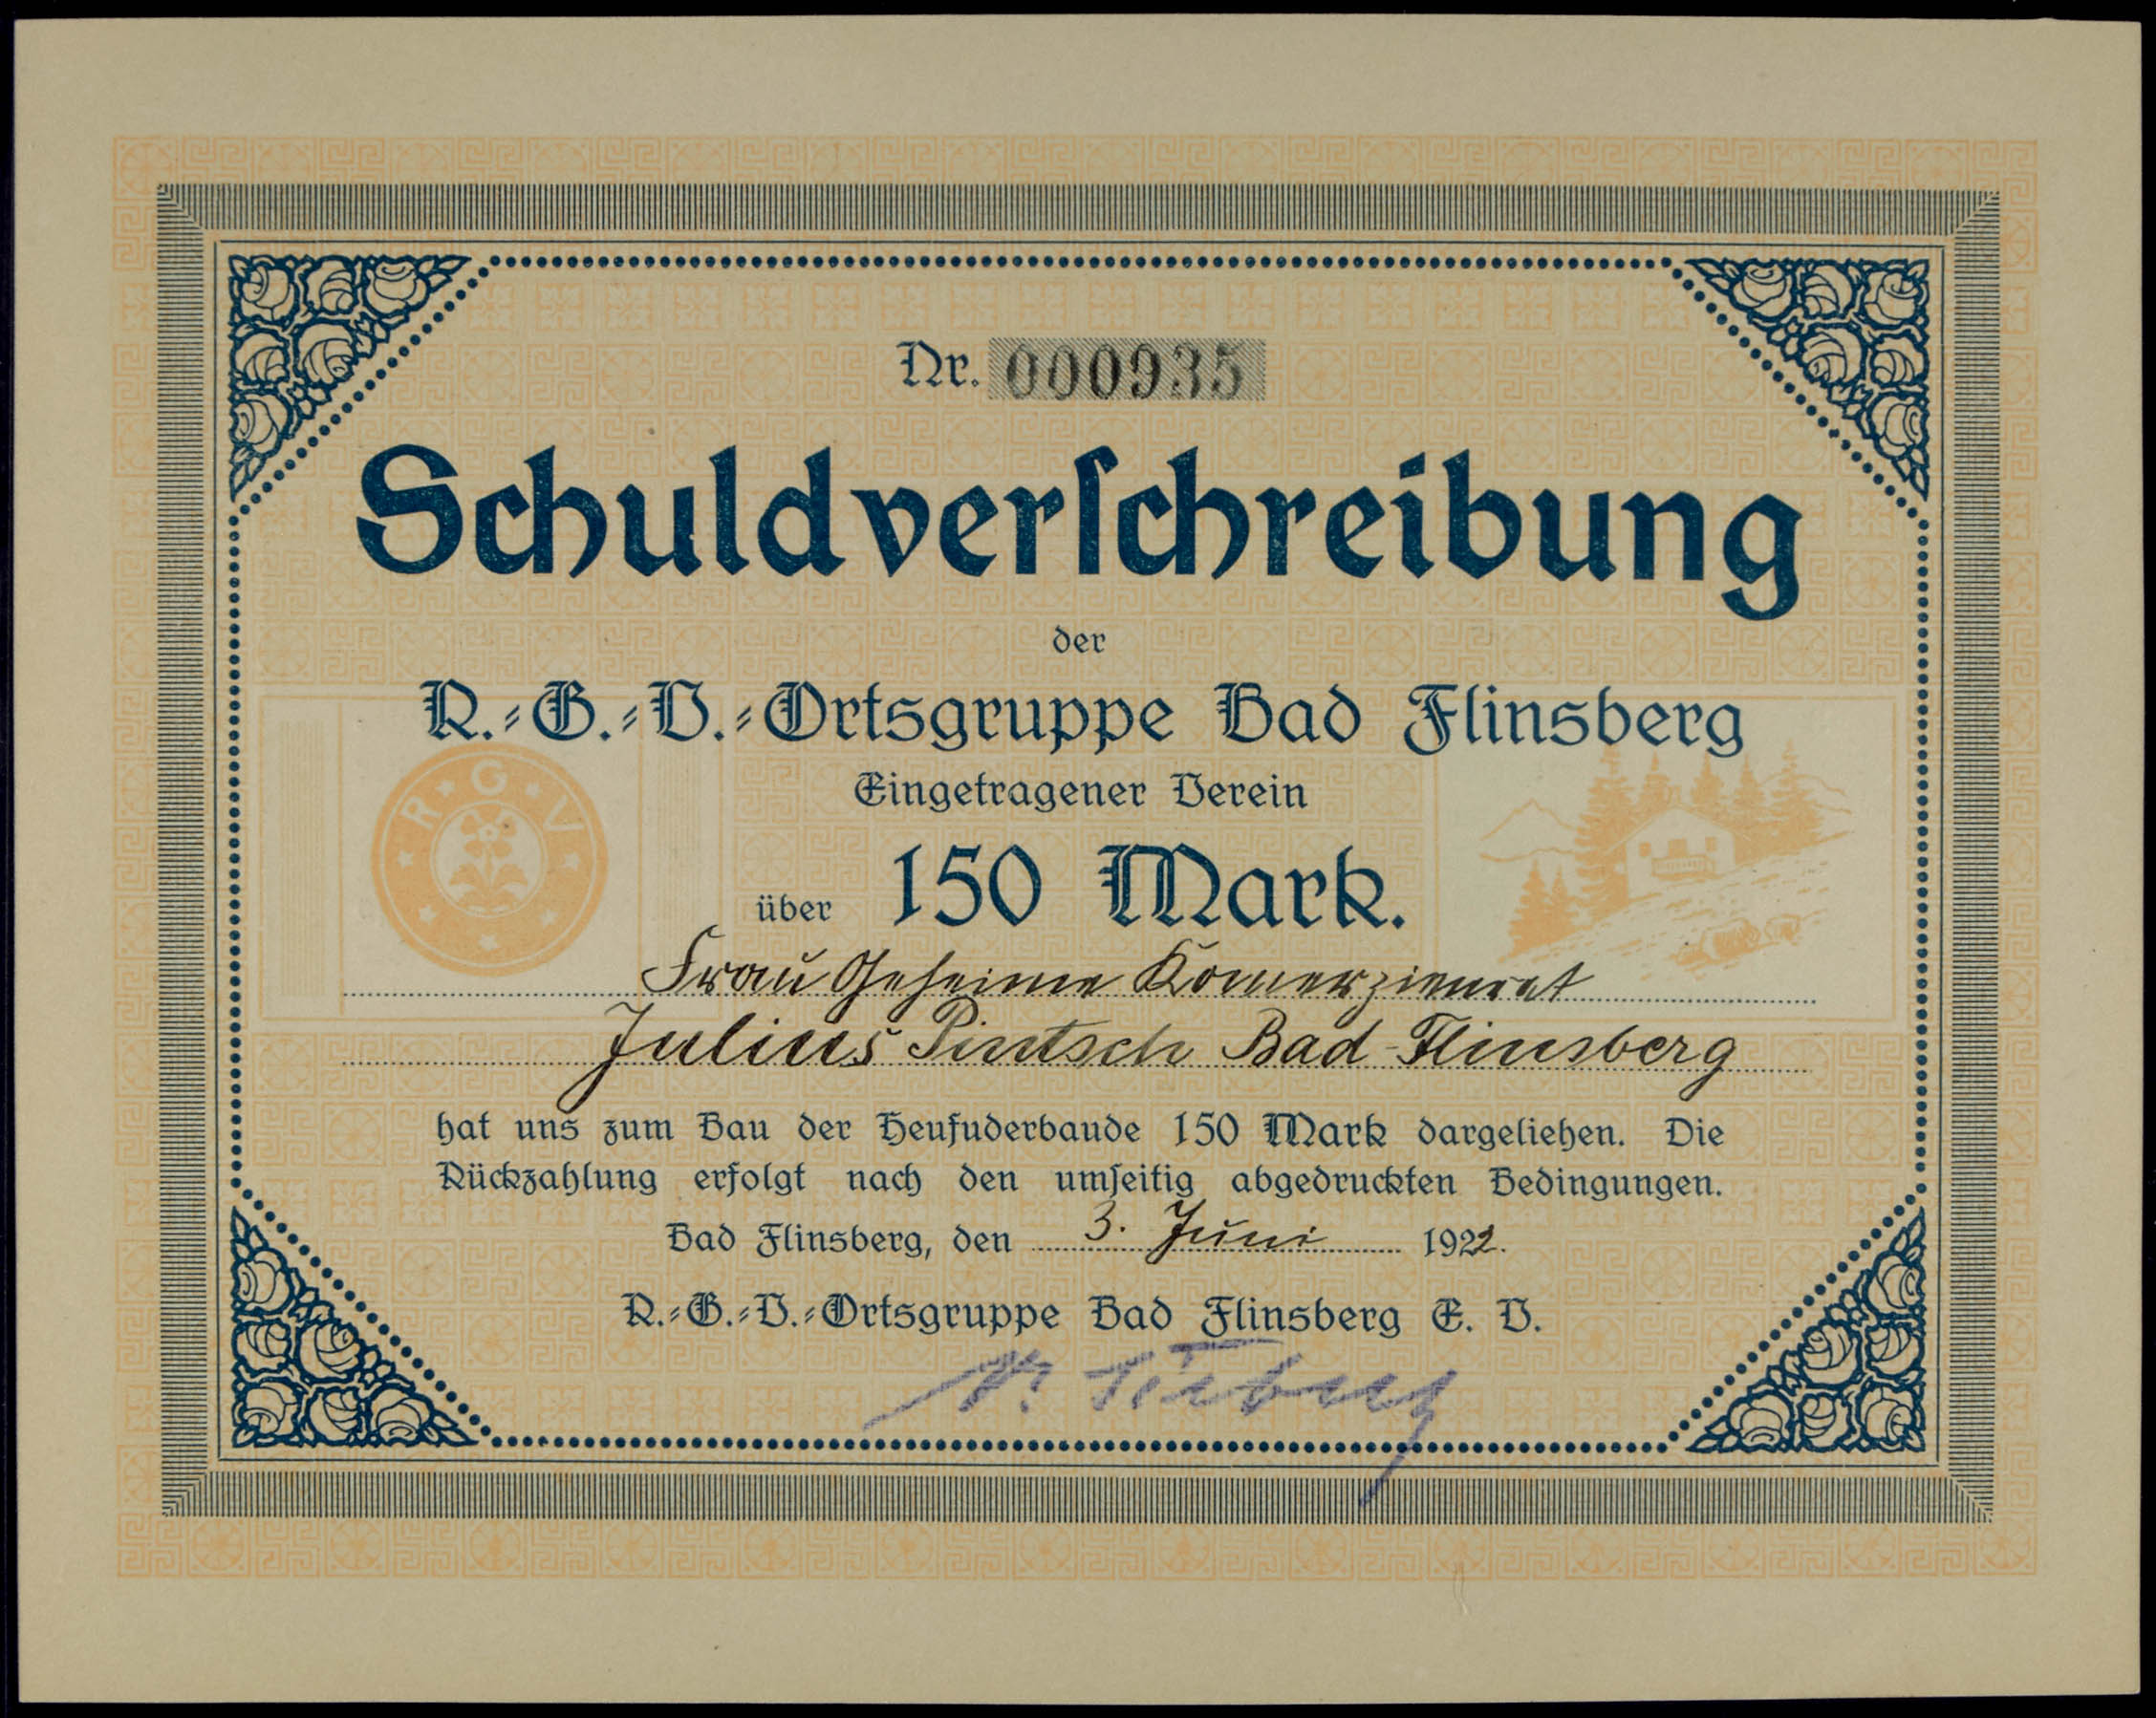 Nr. 000935
Schuldverſchreibung
der
R.-G.-V.-Ortsgruppe Bad Flinsberg
Eingetragener Verein
R · G · V
über 150 Mark.
Frau Geheime Komerzienrat
Julius Pintsch Bad-Flinsberg
hat uns zum Bau der Heufuderbaude 150 Mark dargeliehen. Die
Rückzahlung erfolgt nach den umſeitig abgedruckten Bedingungen.
Bad Flinsberg, den 3. Juni 1922.
R.-G.-V.-Ortsgruppe Bad Flinsberg E. V.